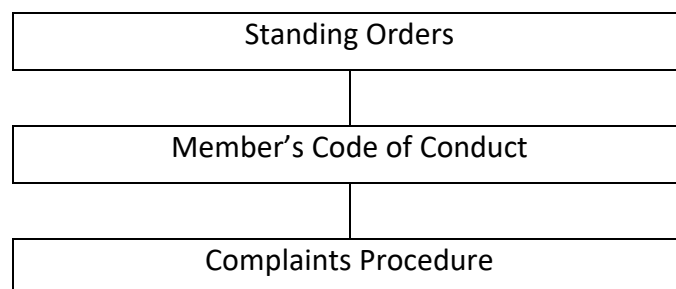 Standing Orders
Member’s Code of Conduct
Complaints Procedure